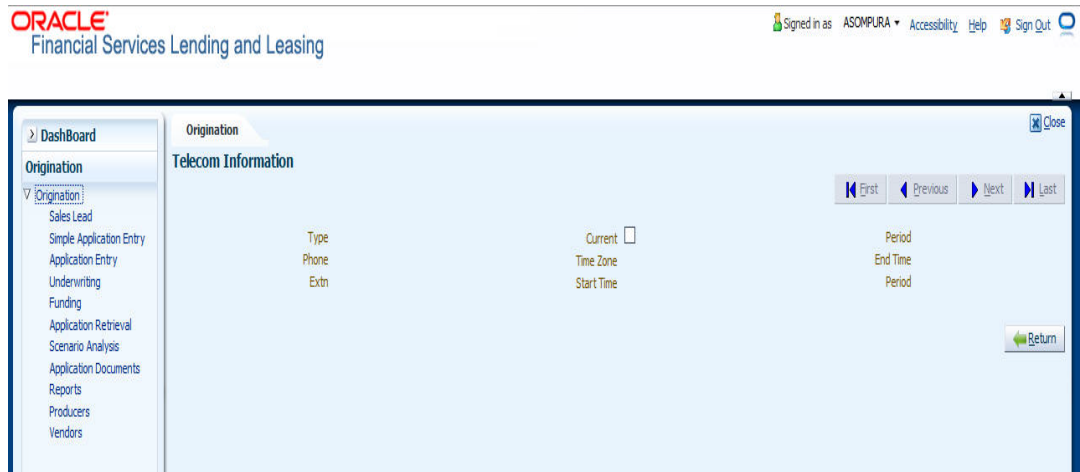 ORACLE®
Financial Services Lending and Leasing
Signed in as ASOMPURA Accessibility Help Sign Out
DashBoard
Origination
Origination
Sales Lead
Simple Application Entry
Application Entry
Underwriting
Funding
Application Retrieval
Scenario Analysis
Application Documents
Reports
Producers
Vendors
Origination
Close
Telecom Information
First Previous Next Last
Type Current Period
Phone Time Zone End Time
Extn Start Time Period
Return